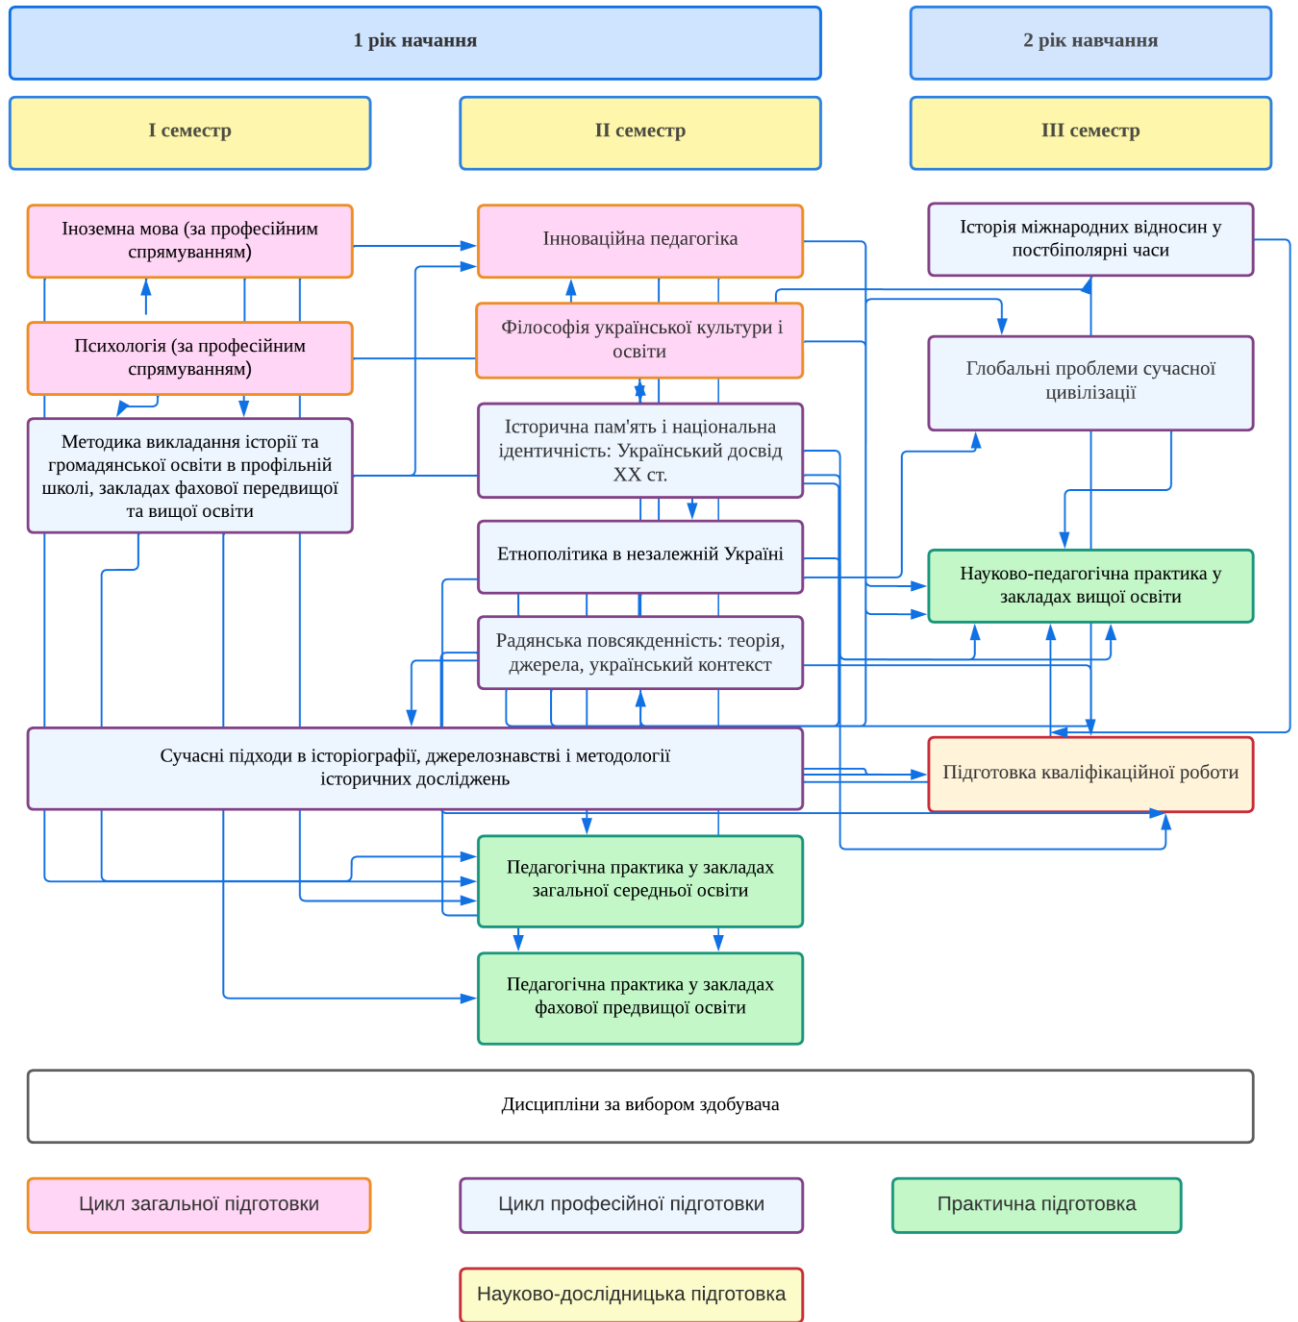 1 рік начання
2 рік навчання
I семестр
II семестр
III семестр
Іноземна мова (за професійним
спрямуванням)
Інноваційна педагогіка
Історія міжнародних відносин у
постбіполярні часи
Психологія (за професійним
спрямуванням)
Філософія української культури і
освіти
Глобальні проблеми сучасної
цивілізації
Методика викладання історії та
громадянської освіти в профільній
школі, закладах фахової передвищої
та вищої освіти
Історична пам'ять і національна
ідентичність: Український досвід
XX ст.
Етнополітика в незалежній Україні
Науково-педагогічна практика у
закладах вищої освіти
Радянська повсякденність: теорія,
джерела, український контекст
Сучасні підходи в історіографії, джерелознавстві і методології
історичних досліджень
Підготовка кваліфікаційної роботи
Педагогічна практика у закладах
загальної середньої освіти
Педагогічна практика у закладах
фахової предвищої освіти
Дисципліни за вибором здобувача
Цикл загальної підготовки
Цикл професійної підготовки
Практична підготовка
Науково-дослідницька підготовка